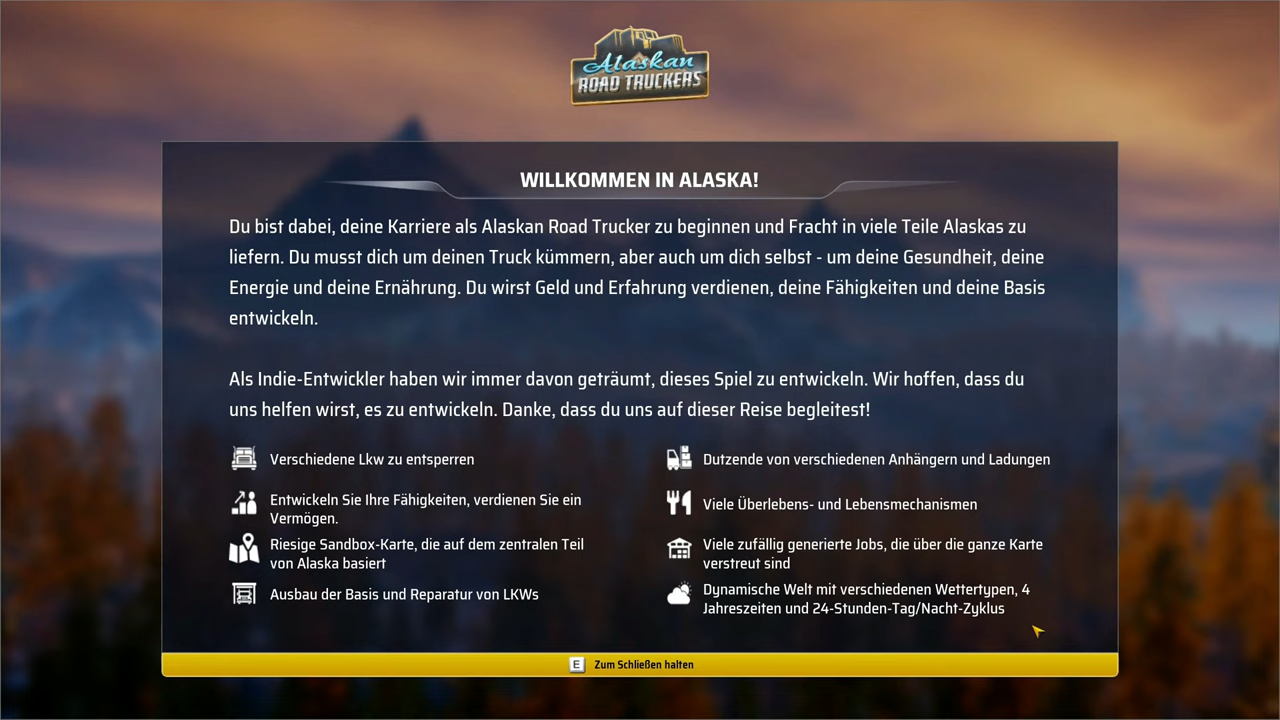 Alaskan
ROAD TRUCKERS
WILLKOMMEN IN ALASKA!
Du bist dabei, deine Karriere als Alaskan Road Trucker zu beginnen und Fracht in viele Teile Alaskas zu
liefern. Du musst dich um deinen Truck kümmern, aber auch um dich selbst - um deine Gesundheit, deine
Energie und deine Ernährung. Du wirst Geld und Erfahrung verdienen, deine Fähigkeiten und deine Basis
entwickeln.
Als Indie-Entwickler haben wir immer davon geträumt, dieses Spiel zu entwickeln. Wir hoffen, dass du
uns helfen wirst, es zu entwickeln. Danke, dass du uns auf dieser Reise begleitest!
Verschiedene Lkw zu entsperren
Entwickeln Sie Ihre Fähigkeiten, verdienen Sie ein
Vermögen.
Riesige Sandbox-Karte, die auf dem zentralen Teil
von Alaska basiert
Ausbau der Basis und Reparatur von LKWs
Dutzende von verschiedenen Anhängern und Ladungen
Viele Überlebens- und Lebensmechanismen
Viele zufällig generierte Jobs, die über die ganze Karte
verstreut sind
Dynamische Welt mit verschiedenen Wettertypen, 4
Jahreszeiten und 24-Stunden-Tag/Nacht-Zyklus
E Zum Schließen halten